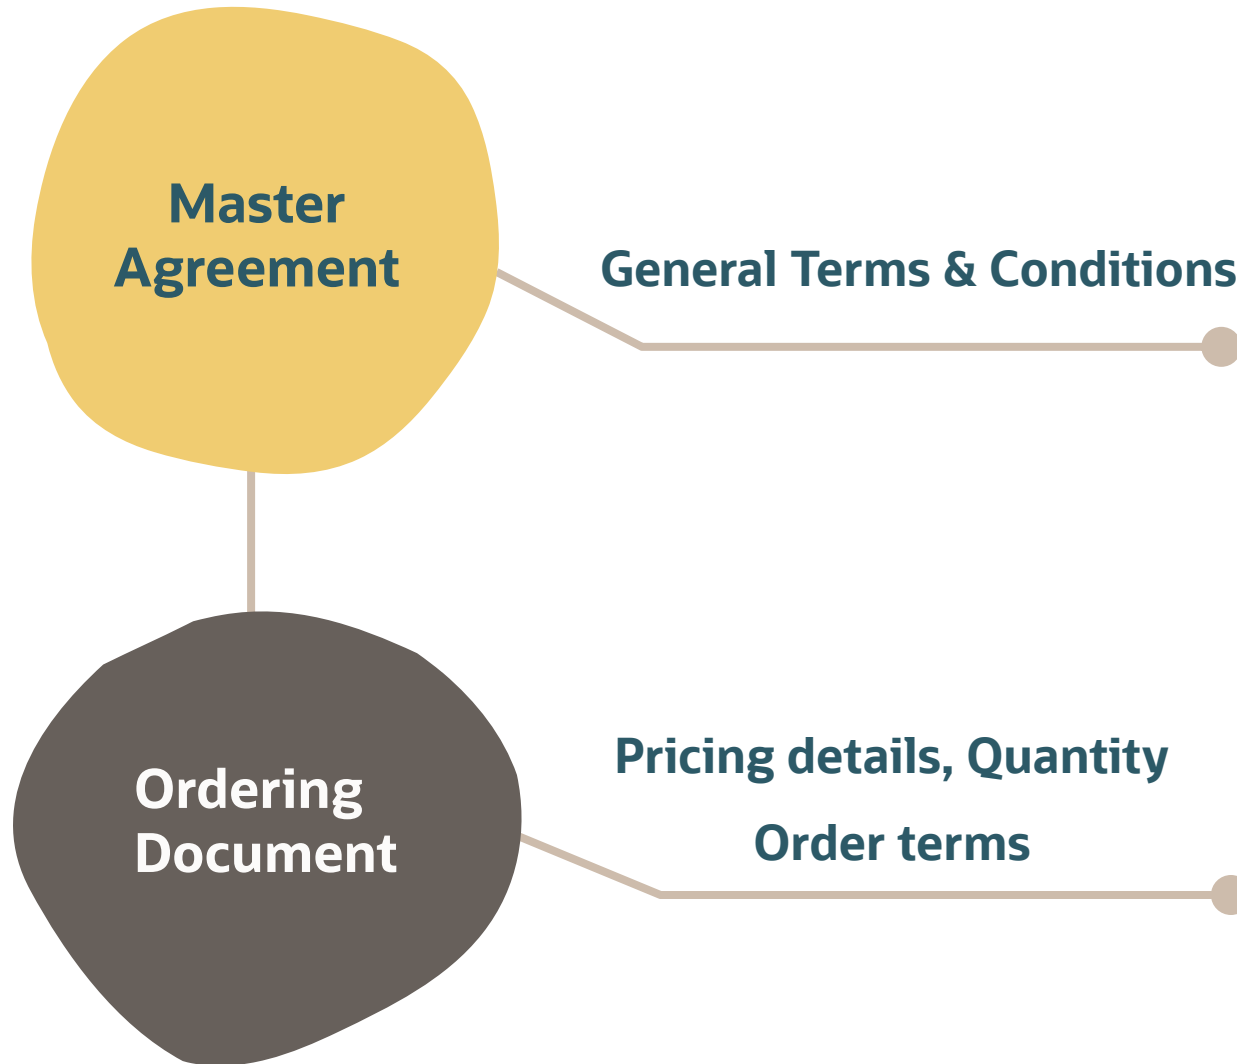 Master
Agreement
General Terms & Conditions
Ordering
Document
Pricing details, Quantity
Order terms